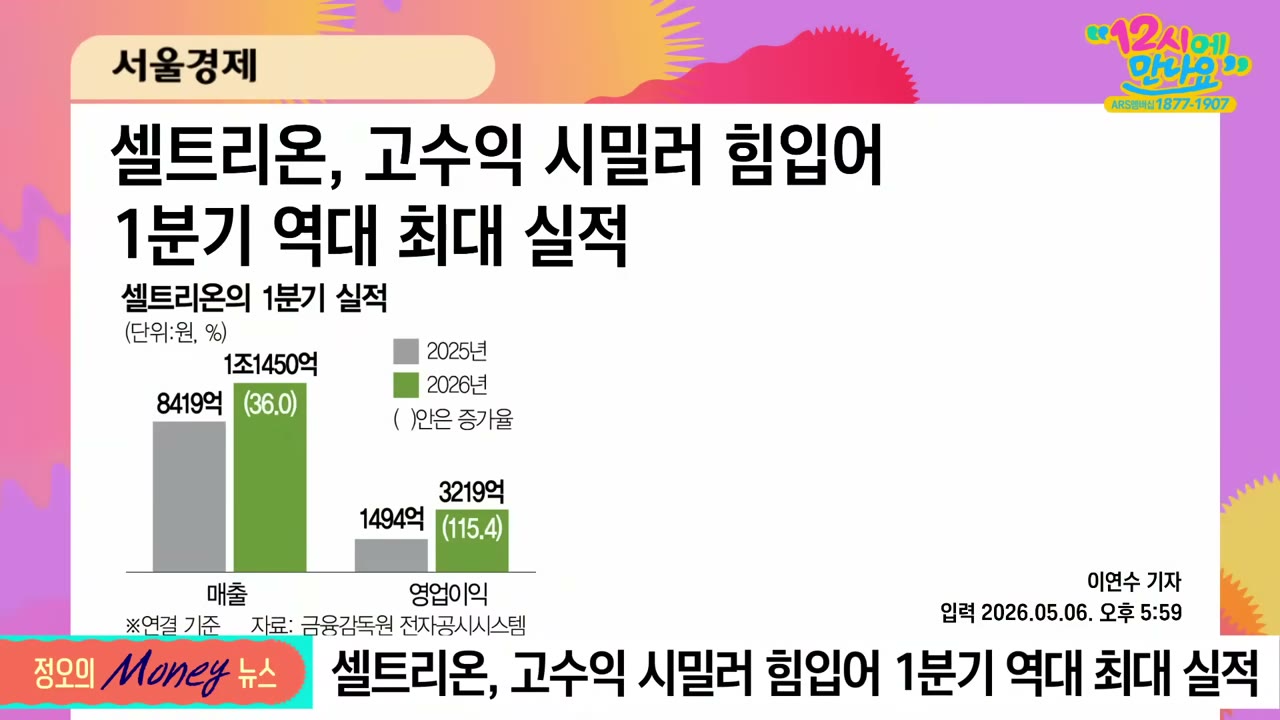 서울경제
“12시에
만나요”
ARS멤버십 1877-1907
셀트리온, 고수익 시밀러 힘입어
1분기 역대 최대 실적
셀트리온의 1분기 실적
(단위:원, %)
2025년
2026년
( )안은 증가율
8419억
1조1450억
(36.0)
1494억
3219억
(115.4)
매출
영업이익
※연결 기준 자료: 금융감독원 전자공시시스템
이연수 기자
입력 2026.05.06. 오후 5:59
정오의 Money 뉴스
셀트리온, 고수익 시밀러 힘입어 1분기 역대 최대 실적